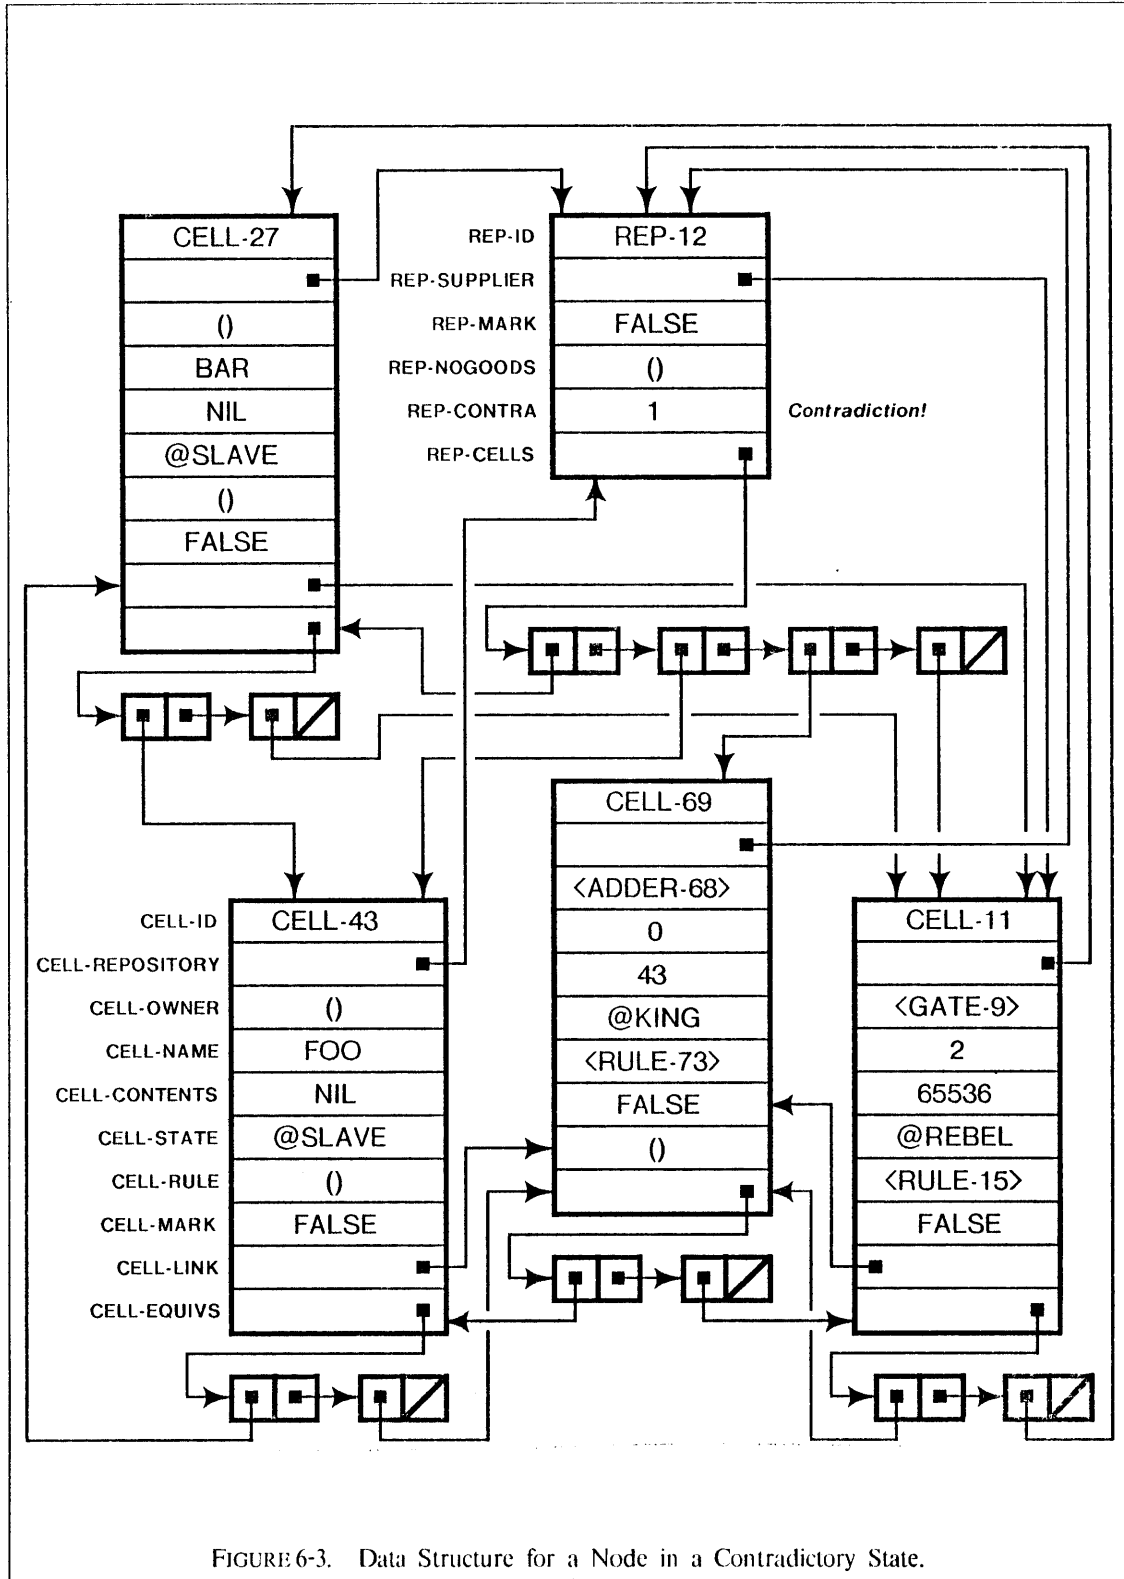 CELL-27
()
BAR
NIL
@SLAVE
()
FALSE
REP-ID REP-12
REP-SUPPLIER
REP-MARK FALSE
REP-NOGOODS ()
REP-CONTRA 1 Contradiction!
REP-CELLS
CELL-69
<ADDER-68>
0
43
@KING
<RULE-73>
FALSE
()
CELL-ID CELL-43
CELL-REPOSITORY
CELL-OWNER ()
CELL-NAME FOO
CELL-CONTENTS NIL
CELL-STATE @SLAVE
CELL-RULE ()
CELL-MARK FALSE
CELL-LINK
CELL-EQUIVS
CELL-11
<GATE-9>
2
65536
@REBEL
<RULE-15>
FALSE
FIGURE 6-3. Data Structure for a Node in a Contradictory State.